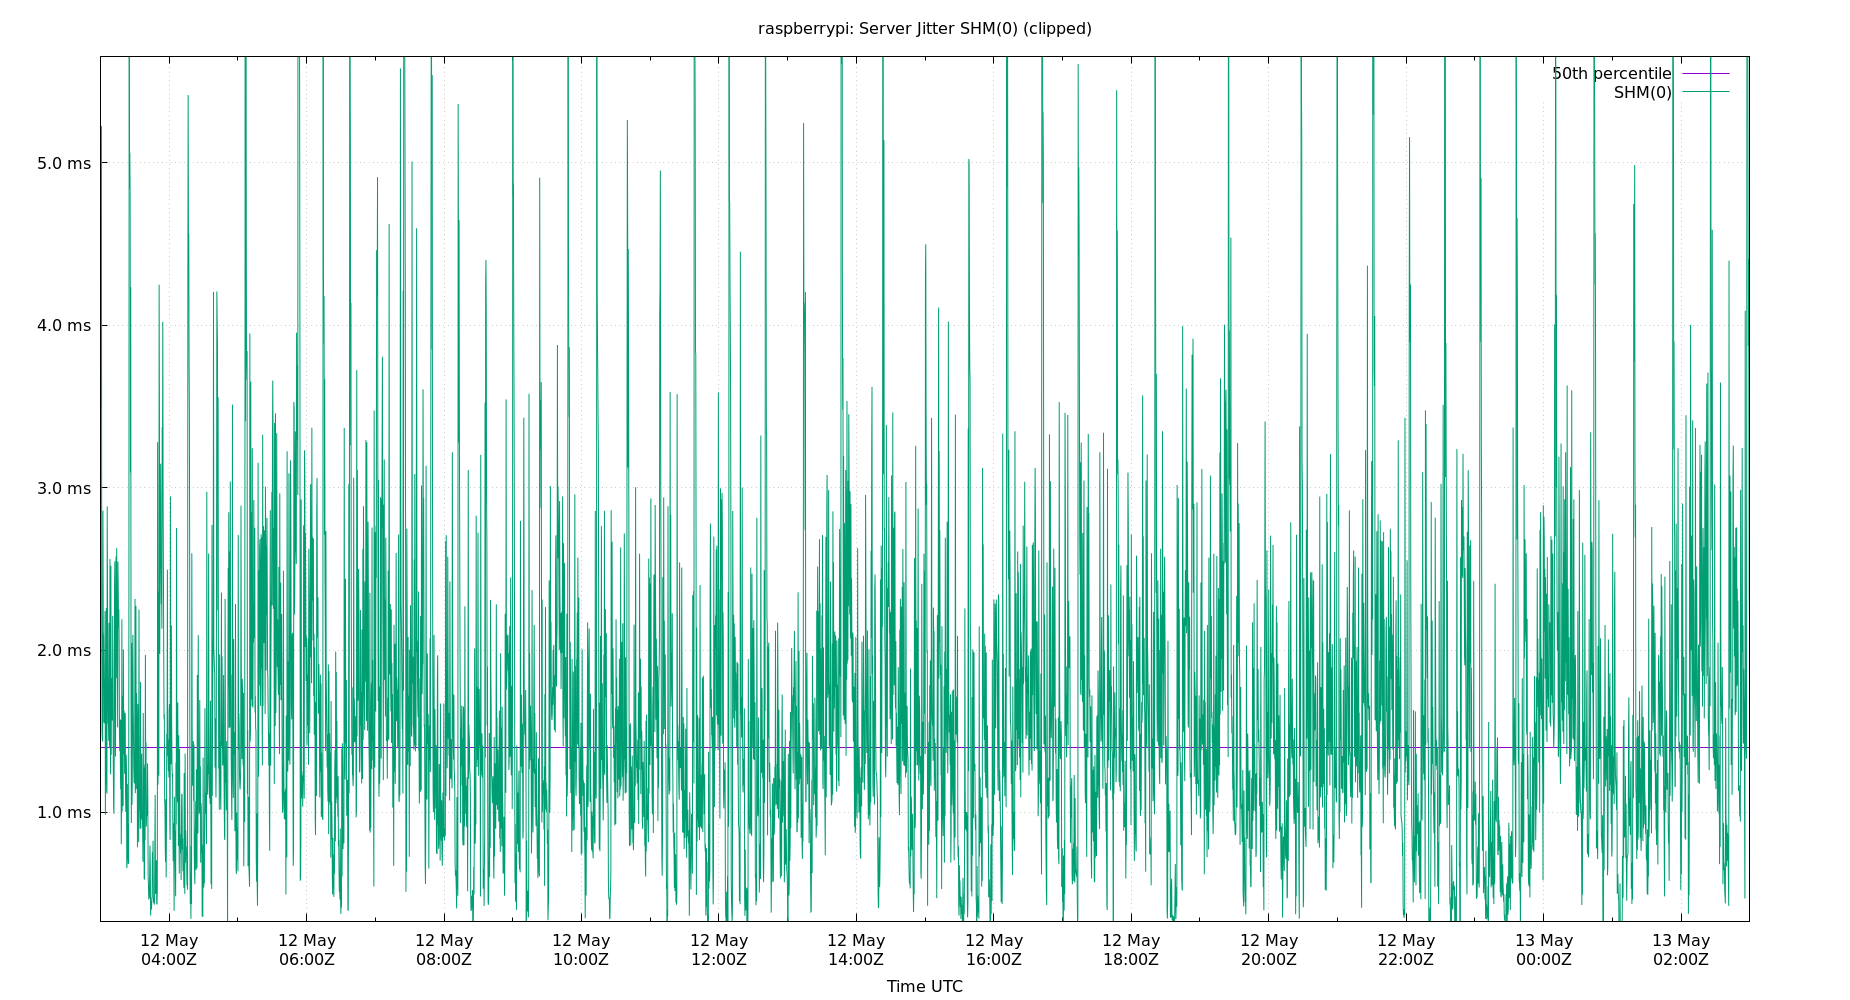 raspberrypi: Server Jitter SHM(0) (clipped)
50th percentile
SHM(0)
5.0 ms
4.0 ms
3.0 ms
2.0 ms
1.0 ms
12 May 12 May 12 May 12 May 12 May 12 May 12 May 12 May 12 May 12 May 13 May 13 May
04:00Z 06:00Z 08:00Z 10:00Z 12:00Z 14:00Z 16:00Z 18:00Z 20:00Z 22:00Z 00:00Z 02:00Z
Time UTC